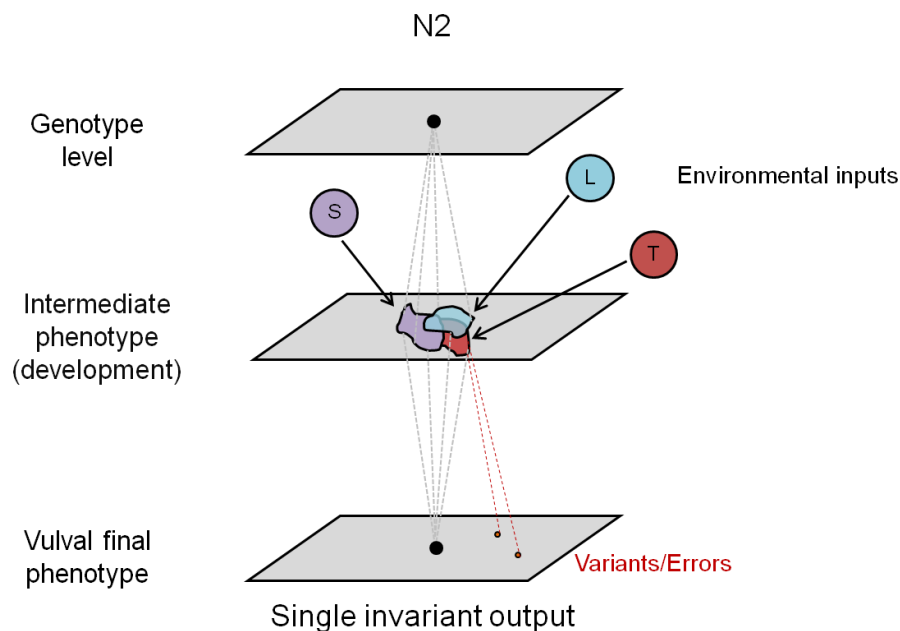 N2
Genotype
level
L
Environmental inputs
S
T
Intermediate
phenotype
(development)
Vulval final
phenotype
Variants/Errors
Single invariant output